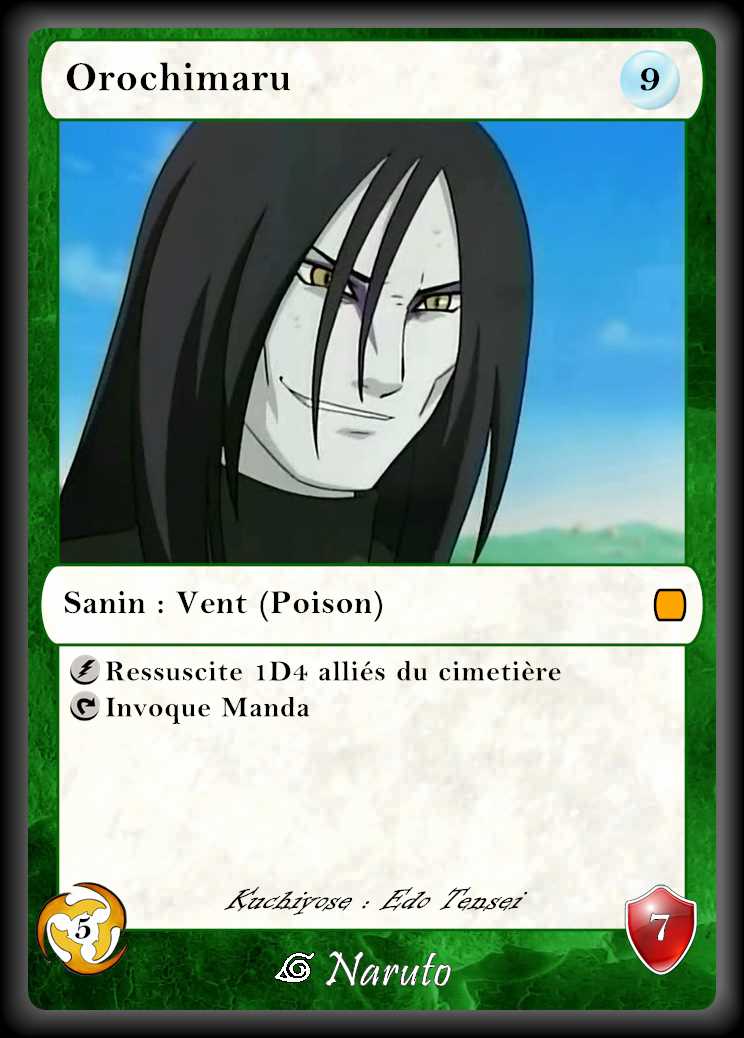 Orochimaru
9
Sanin : Vent (Poison)
Ressuscite 1D4 alliés du cimetière
Invoque Manda
Kuchiyose : Edo Tensei
5
7
Naruto